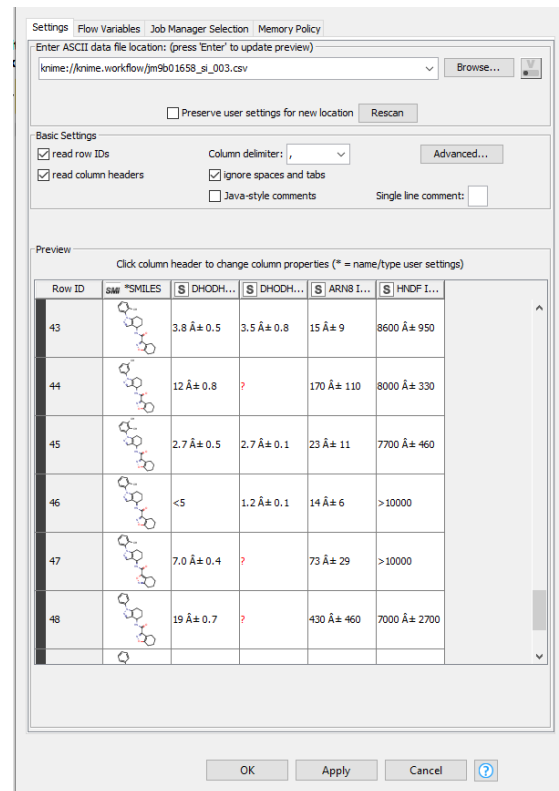 Settings Flow Variables Job Manager Selection Memory Policy
Enter ASCII data file location: (press 'Enter' to update preview)
knime://knime.workflow/jm9b01658_si_003.csv Browse...
Preserve user settings for new location Rescan
Basic Settings
read row IDs Column delimiter: , Advanced...
read column headers ignore spaces and tabs
Java-style comments Single line comment:
Preview
Click column header to change column properties (* = name/type user settings)
Row ID SMI *SMILES S DHODH... S DHODH... S ARN8 I... S HNDF I...
43 3.8 Â± 0.5 3.5 Â± 0.8 15 Â± 9 8600 Â± 950
44 12 Â± 0.8 ? 170 Â± 110 8000 Â± 330
45 2.7 Â± 0.5 2.7 Â± 0.1 23 Â± 11 7700 Â± 460
46 <5 1.2 Â± 0.1 14 Â± 6 >10000
47 7.0 Â± 0.4 ? 73 Â± 29 >10000
48 19 Â± 0.7 ? 430 Â± 460 7000 Â± 2700
OK Apply Cancel ?